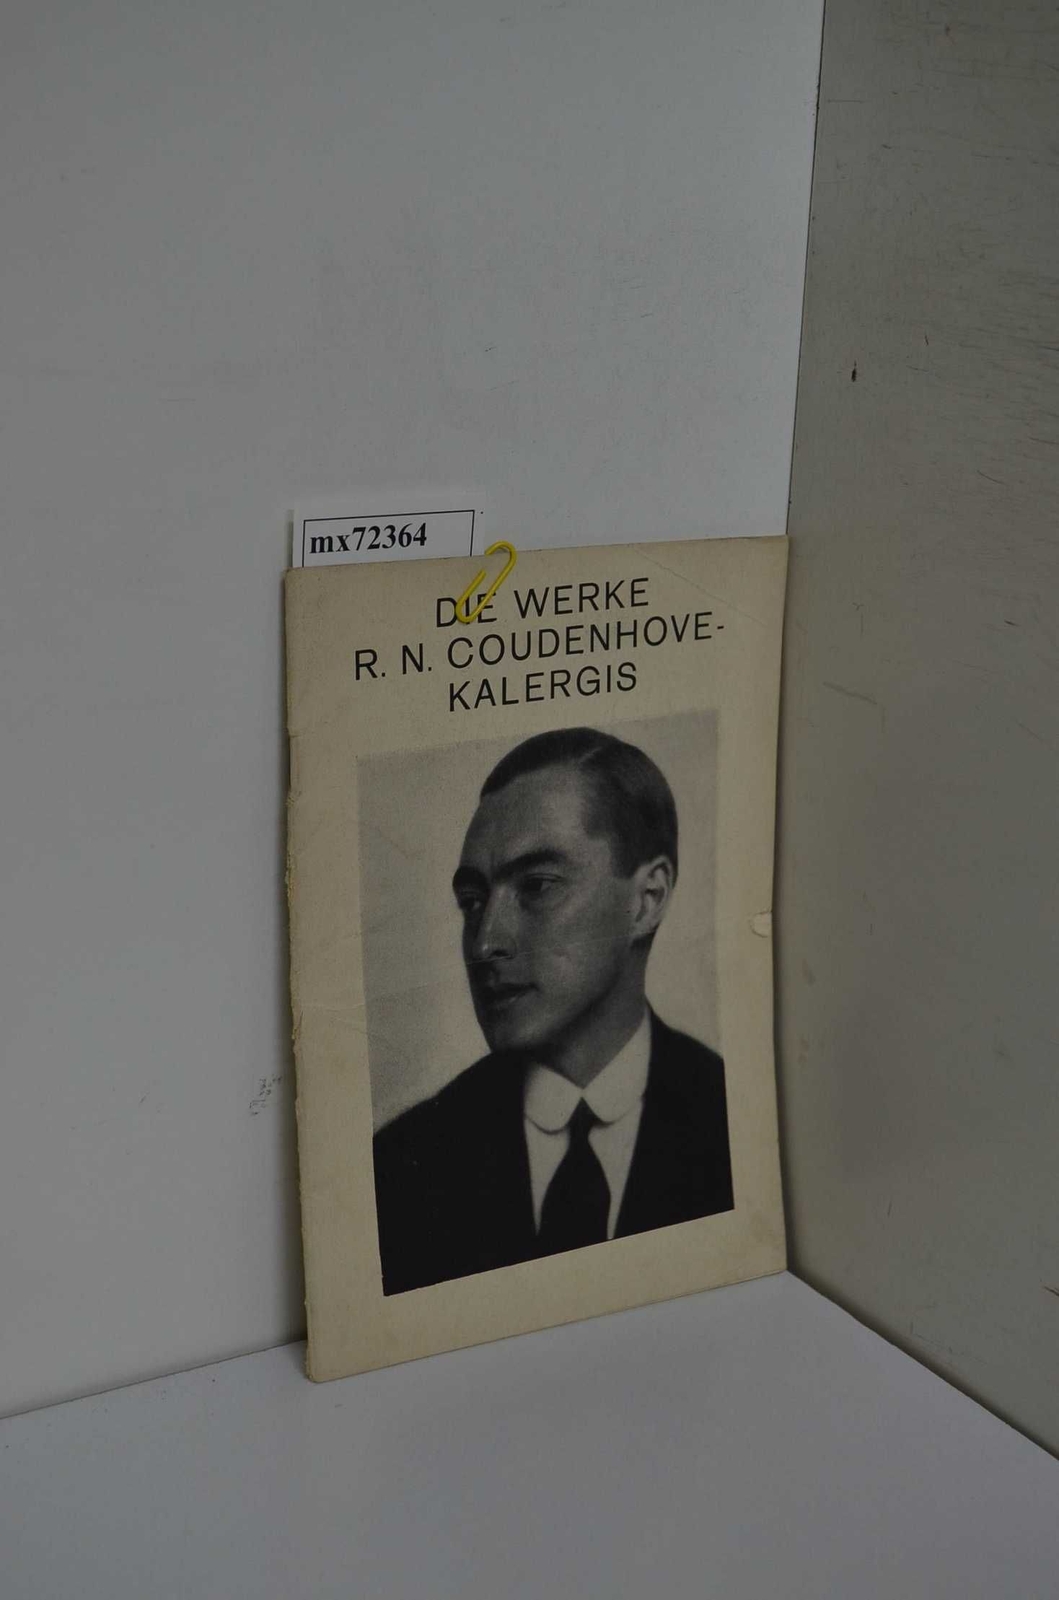 mx72364
DIE WERKE
R. N. COUDENHOVE-
KALERGIS